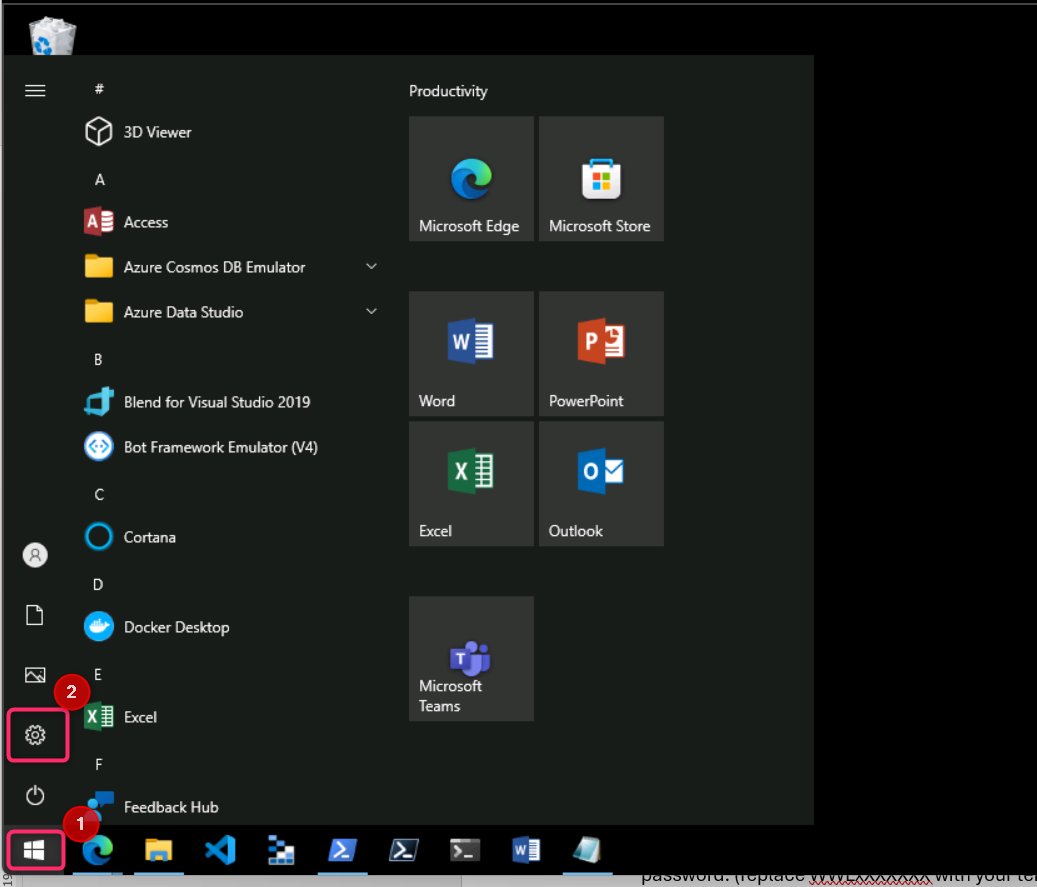 #
3D Viewer
A
Access
Azure Cosmos DB Emulator
Azure Data Studio
B
Blend for Visual Studio 2019
Bot Framework Emulator (V4)
C
Cortana
D
Docker Desktop
E
Excel
F
Feedback Hub
Productivity
Microsoft Edge
Microsoft Store
Word
PowerPoint
Excel
Outlook
Microsoft
Teams
2
1
19
password: (replace WWLXXXXXXX with your te